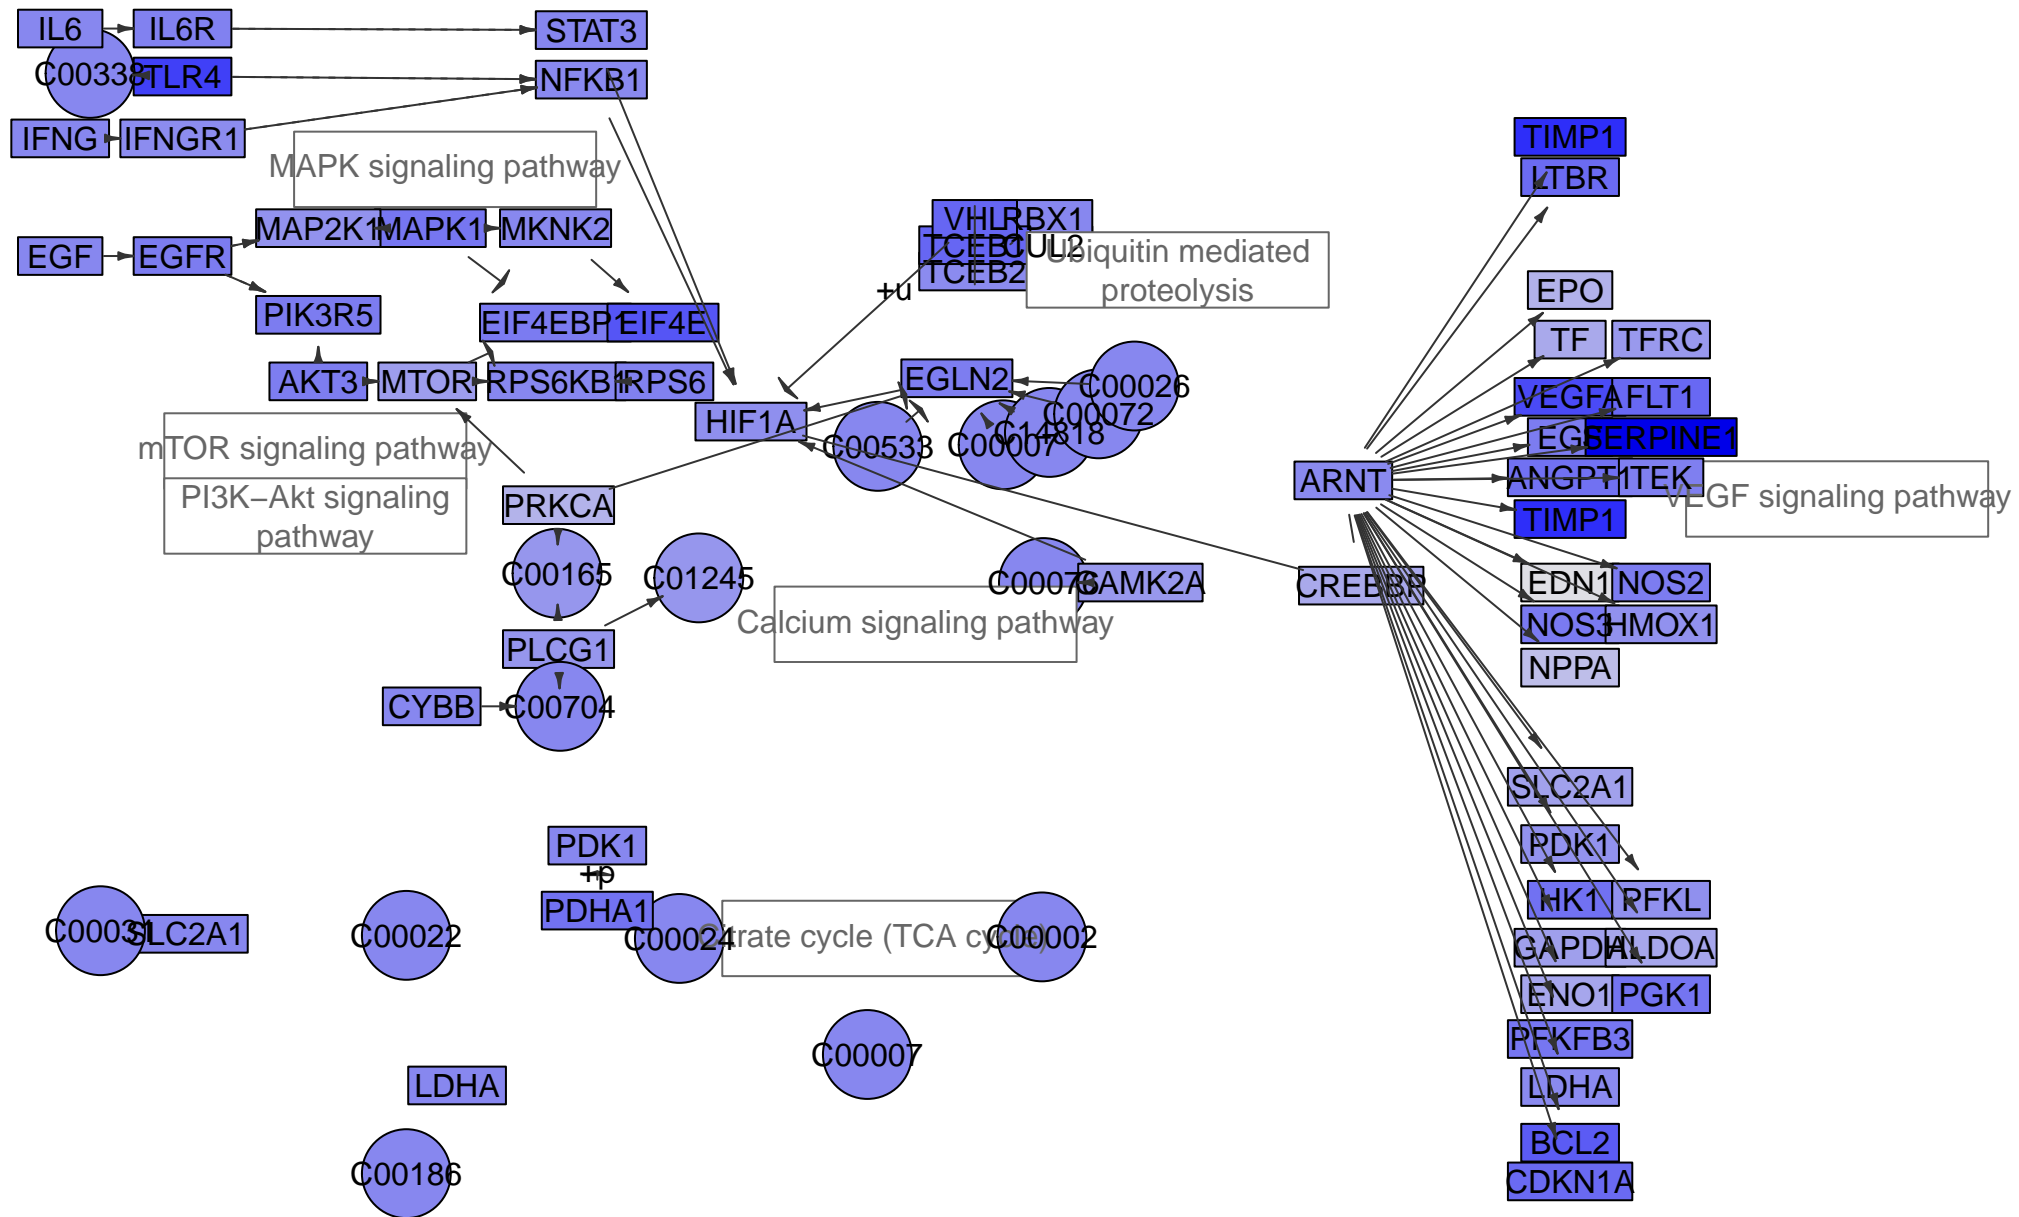 IL6
IL6R
STAT3
C00338
TLR4
NFKB1
IFNG
IFNGR1
MAPK signaling pathway
MAP2K1
MAPK1
MKNK2
EGF
EGFR
PIK3R5
EIF4EBP1
EIF4E
AKT3
MTOR
RPS6KB1
RPS6
mTOR signaling pathway
PI3K−Akt signaling
pathway
VHL
RBX1
TCEB1
CUL2
TCEB2
Ubiquitin mediated
proteolysis
+u
EGLN2
C00026
C00072
C14818
C00007
C00533
HIF1A
PRKCA
C00165
C01245
PLCG1
CYBB
C00704
C00076
CAMK2A
Calcium signaling pathway
ARNT
CREBBP
TIMP1
LTBR
EPO
TF
TFRC
VEGFA
FLT1
EGF
SERPINE1
ANGPT1
TEK
VEGF signaling pathway
TIMP1
EDN1
NOS2
NOS3
HMOX1
NPPA
SLC2A1
PDK1
HK1
PFKL
GAPDH
ALDOA
ENO1
PGK1
PFKFB3
LDHA
BCL2
CDKN1A
PDK1
+p
PDHA1
C00031
SLC2A1
C00022
C00024
Citrate cycle (TCA cycle)
C00002
C00007
LDHA
C00186